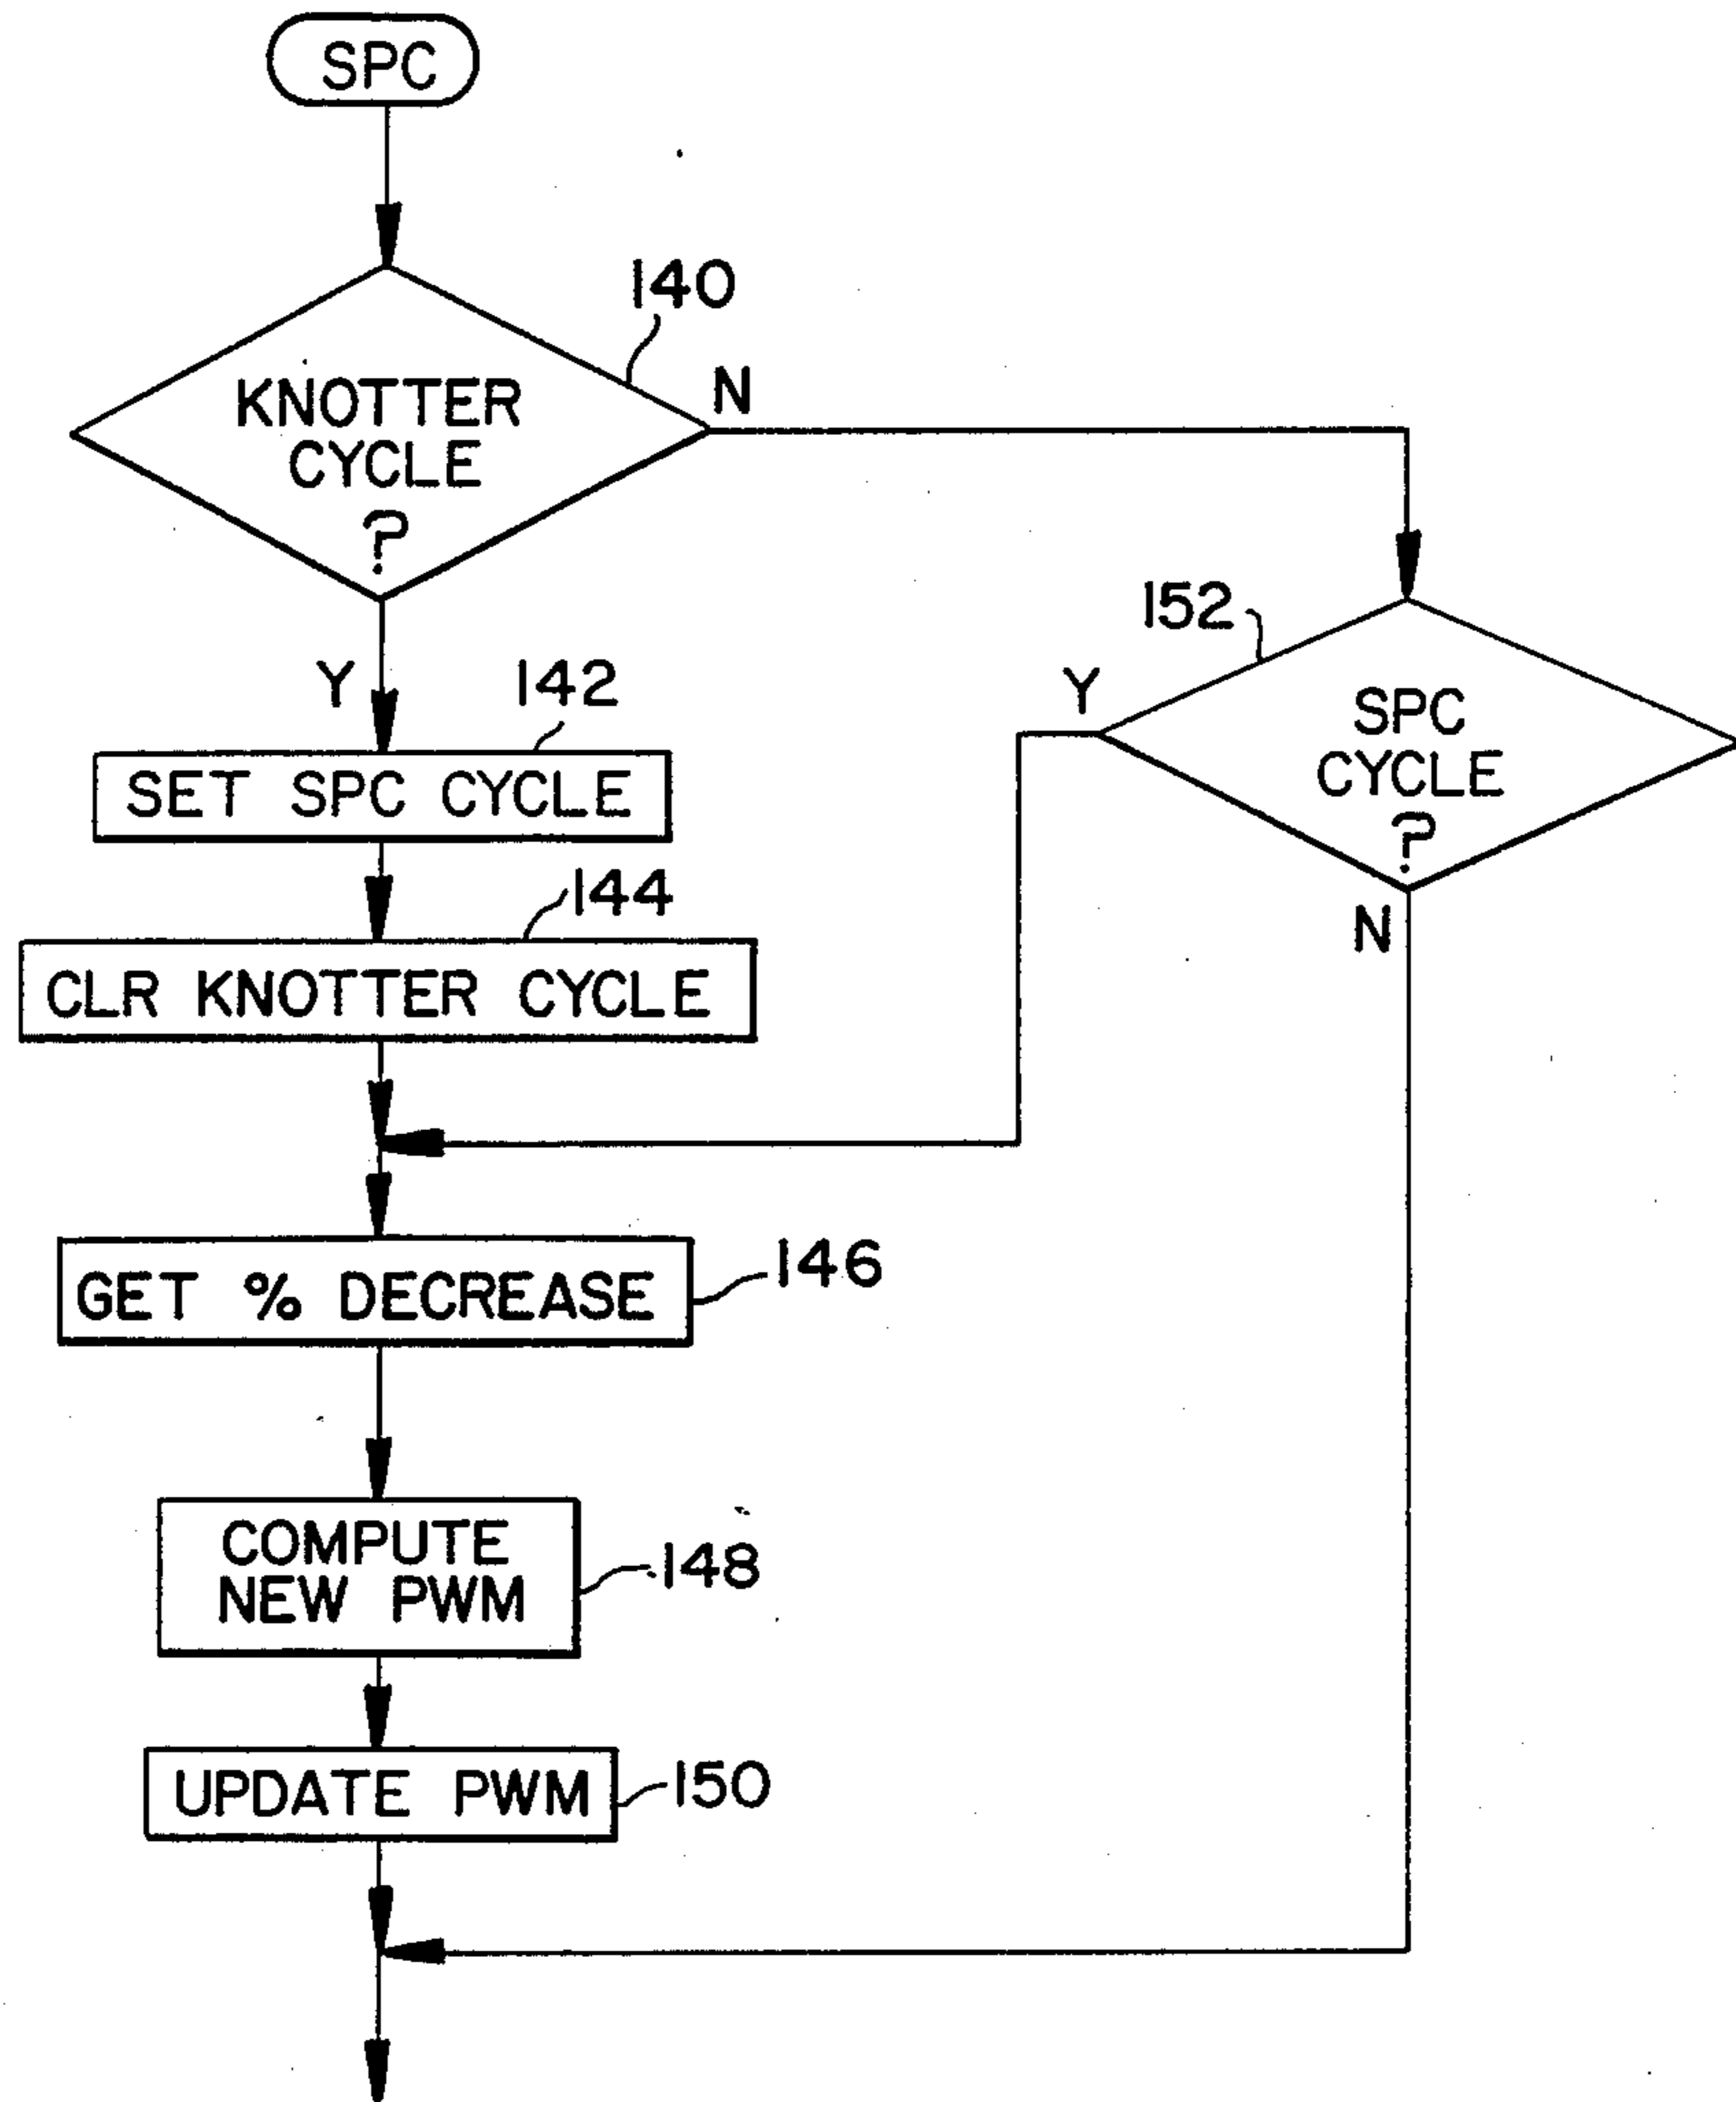 SPC
140
KNOTTER
CYCLE
?
N
Y
142
SET SPC CYCLE
144
CLR KNOTTER CYCLE
152
Y
SPC
CYCLE
?
N
GET % DECREASE
146
COMPUTE
NEW PWM
148
UPDATE PWM
150